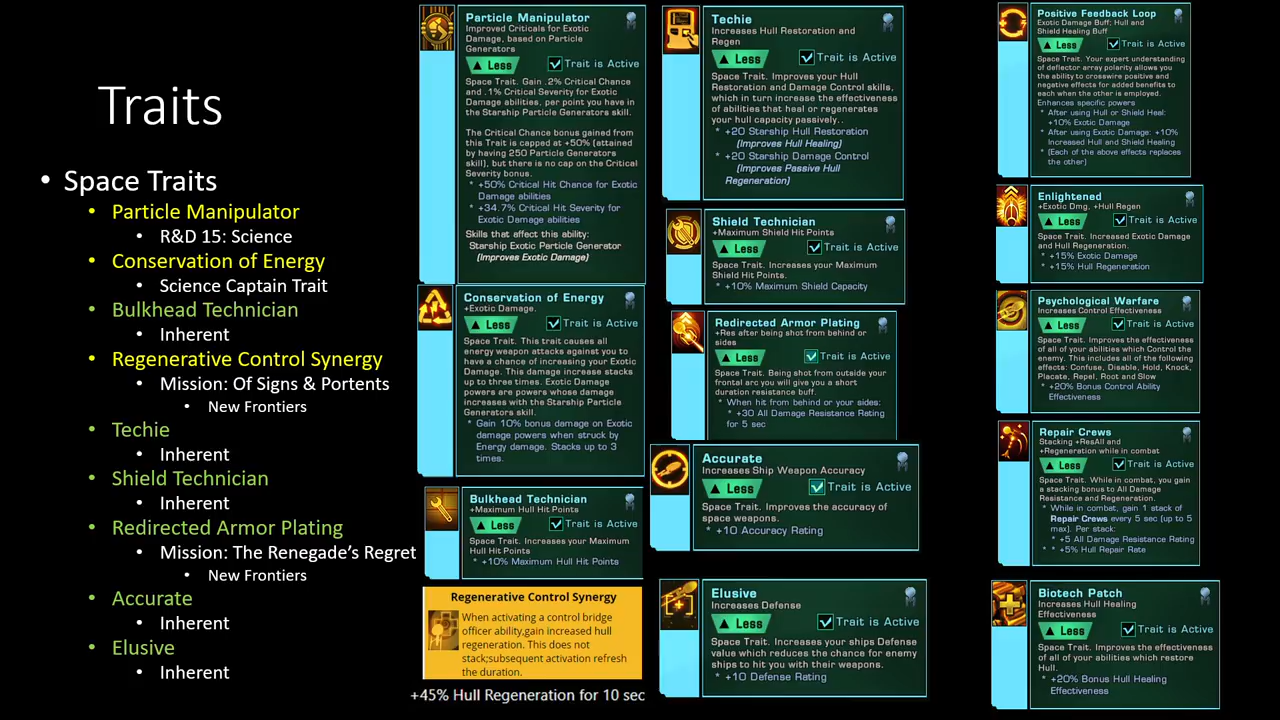 Traits
• Space Traits
• Particle Manipulator
• R&D 15: Science
• Conservation of Energy
• Science Captain Trait
• Bulkhead Technician
• Inherent
• Regenerative Control Synergy
• Mission: Of Signs & Portents
• New Frontiers
• Techie
• Inherent
• Shield Technician
• Inherent
• Redirected Armor Plating
• Mission: The Renegade's Regret
• New Frontiers
• Accurate
• Inherent
• Elusive
• Inherent
Particle Manipulator
Improved Criticals for Exotic
Damage, based on Particle
Generators
▲ Less
Trait is Active
Space Trait. Gain .2% Critical Chance
and .1% Critical Severity for Exotic
Damage abilities, per point you have in
the Starship Particle Generators skill.
The Critical Chance bonus gained from
this Trait is capped at +50% (attained
by having 250 Particle Generators
skill), but there is no cap on the Critical
Severity bonus.
* +50% Critical Hit Chance for Exotic
Damage abilities
* +34.7% Critical Hit Severity for
Exotic Damage abilities
Skills that affect this ability:
Starship Exotic Particle Generator
(Improves Exotic Damage)
Conservation of Energy
+Exotic Damage.
▲ Less
Trait is Active
Space Trait. This trait causes all
energy weapon attacks against you to
have a chance of increasing your Exotic
Damage. This damage increase stacks
up to three times. Exotic Damage
powers are powers whose damage
increases with the Starship Particle
Generators skill.
* Gain 10% bonus damage on Exotic
damage powers when struck by
Energy damage. Stacks up to 3
times.
Bulkhead Technician
+Maximum Hull Hit Points
▲ Less
Trait is Active
Space Trait. Increases your Maximum
Hull Hit Points.
* +10% Maximum Hull Hit Points
Regenerative Control Synergy
When activating a control bridge
officer ability,gain increased hull
regeneration. This does not
stack;subsequent activation refresh
the duration.
+45% Hull Regeneration for 10 sec
Techie
Increases Hull Restoration and
Regen
▲ Less
Trait is Active
Space Trait. Improves your Hull
Restoration and Damage Control skills,
which in turn increase the effectiveness
of abilities that heal or regenerates
your hull capacity passively..
* +20 Starship Hull Restoration
(Improves Hull Healing)
* +20 Starship Damage Control
(Improves Passive Hull
Regeneration)
Shield Technician
+Maximum Shield Hit Points
▲ Less
Trait is Active
Space Trait. Increases your Maximum
Shield Hit Points.
* +10% Maximum Shield Capacity
Redirected Armor Plating
+Res after being shot from behind or
sides
▲ Less
Trait is Active
Space Trait. Being shot from outside your
frontal arc you will give you a short
duration resistance buff.
* When hit from behind or your sides:
* +30 All Damage Resistance Rating
for 5 sec
Accurate
Increases Ship Weapon Accuracy
▲ Less
Trait is Active
Space Trait. Improves the accuracy of
space weapons.
* +10 Accuracy Rating
Elusive
Increases Defense
▲ Less
Trait is Active
Space Trait. Increases your ships Defense
value which reduces the chance for enemy
ships to hit you with their weapons.
* +10 Defense Rating
Positive Feedback Loop
Exotic Damage Buff; Hull and
Shield Healing Buff
▲ Less
Trait is Active
Space Trait. Your expert understanding
of deflector array polarity allows you
the ability to crosswire positive and
negative effects for added benefits to
each when the other is employed.
Enhances specific powers
* After using Hull or Shield Heal:
+10% Exotic Damage
* After using Exotic Damage: +10%
Increased Hull and Shield Healing
* (Each of the above effects replaces
the other)
Enlightened
+Exotic Dmg, +Hull Regen
▲ Less
Trait is Active
Space Trait. Increased Exotic Damage
and Hull Regeneration.
* +15% Exotic Damage
* +15% Hull Regeneration
Psychological Warfare
Increases Control Effectiveness
▲ Less
Trait is Active
Space Trait. Improves the effectiveness
of all of your abilities which Control the
enemy. This includes all of the following
effects: Confuse, Disable, Hold, Knock,
Placate, Repel, Root and Slow
* +20% Bonus Control Ability
Effectiveness
Repair Crews
Stacking +ResAll and
+Regeneration while in combat
▲ Less
Trait is Active
Space Trait. While in combat, you gain
a stacking bonus to All Damage
Resistance and Regeneration.
* While in combat, gain 1 stack of
Repair Crews every 5 sec (up to 5
max). Per stack:
* +5 All Damage Resistance Rating
* * +5% Hull Repair Rate
Biotech Patch
Increases Hull Healing
Effectiveness
▲ Less
Trait is Active
Space Trait. Improves the effectiveness
of all of your abilities which restore
Hull.
* +20% Bonus Hull Healing
Effectiveness